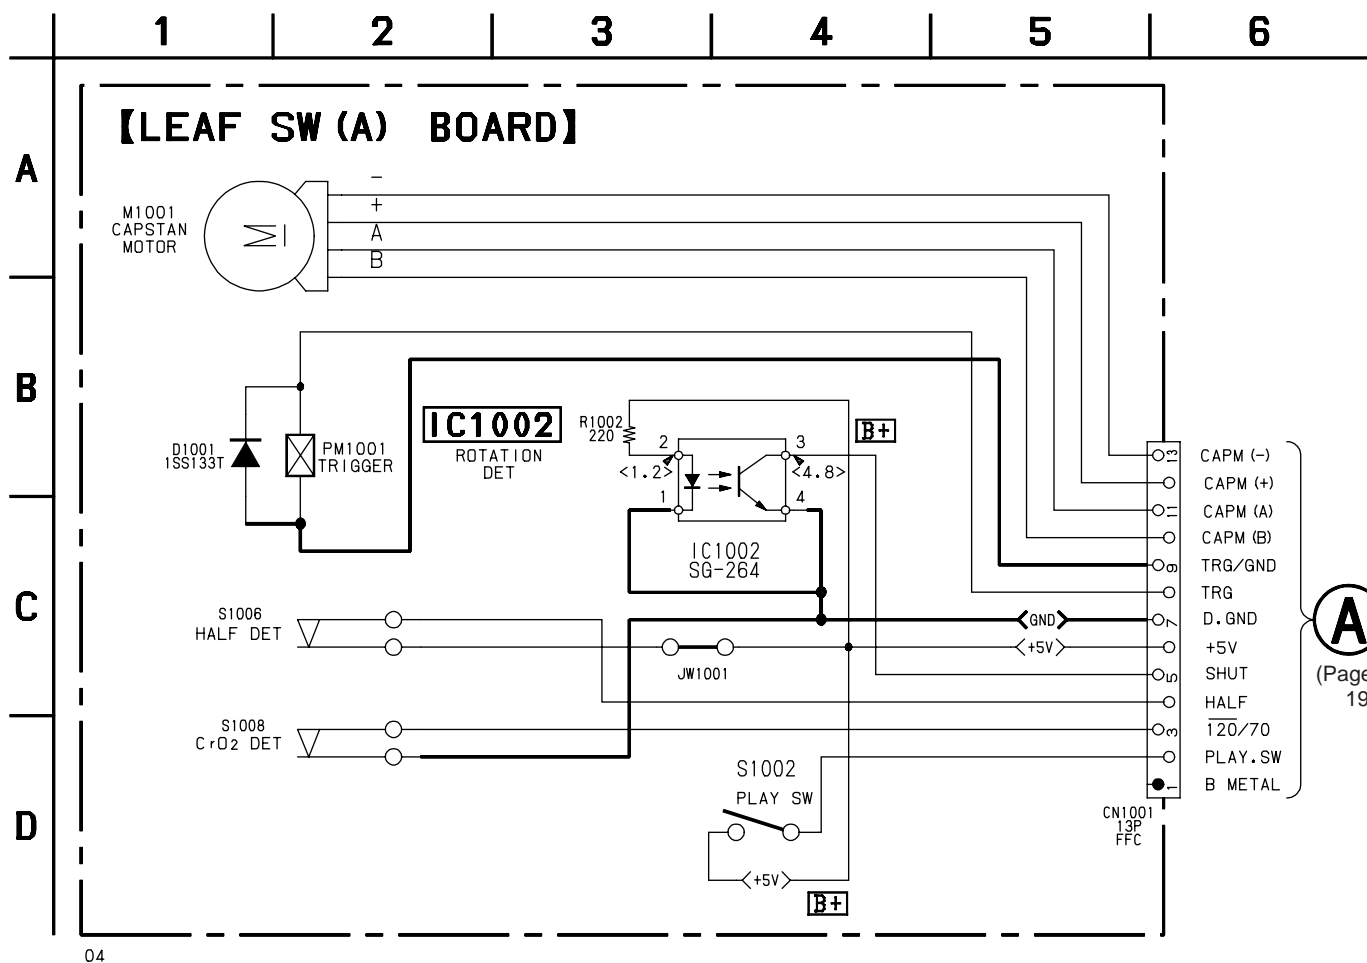 1 2 3 4 5 6
【LEAF SW (A) BOARD】
A
B
C
D
M1001
CAPSTAN
MOTOR
M
−
+
A
B
D1001
1SS133T
PM1001
TRIGGER
IC1002
ROTATION
DET
R1002
220
2
<1.2>
1
3
<4.8>
4
B+
IC1002
SG-264
S1006
HALF DET
JW1001
<GND>
<+5V>
S1008
CrO2 DET
S1002
PLAY SW
<+5V>
B+
13 CAPM (-)
CAPM (+)
11 CAPM (A)
CAPM (B)
9 TRG/GND
TRG
7 D.GND
+5V
5 SHUT
HALF
3 120/70
PLAY.SW
1 B METAL
CN1001
13P
FFC
A
(Page
19
04